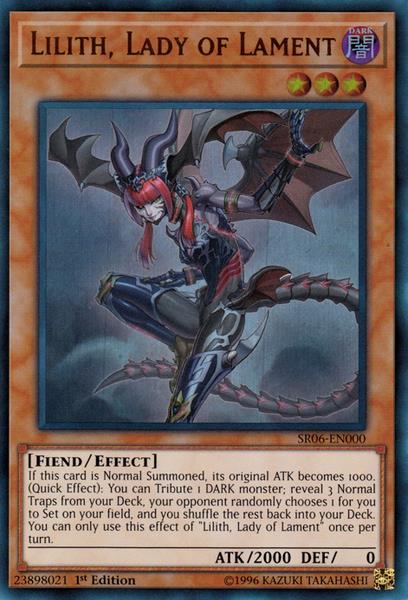 LILITH, LADY OF LAMENT
DARK
闇
SR06-EN000
[FIEND/EFFECT]
If this card is Normal Summoned, its original ATK becomes 1000.
(Quick Effect): You can Tribute 1 DARK monster; reveal 3 Normal
Traps from your Deck, your opponent randomly chooses 1 for you
to Set on your field, and you shuffle the rest back into your Deck.
You can only use this effect of "Lilith, Lady of Lament" once per
turn.
ATK/2000 DEF/ 0
23898021 1st Edition ©1996 KAZUKI TAKAHASHI